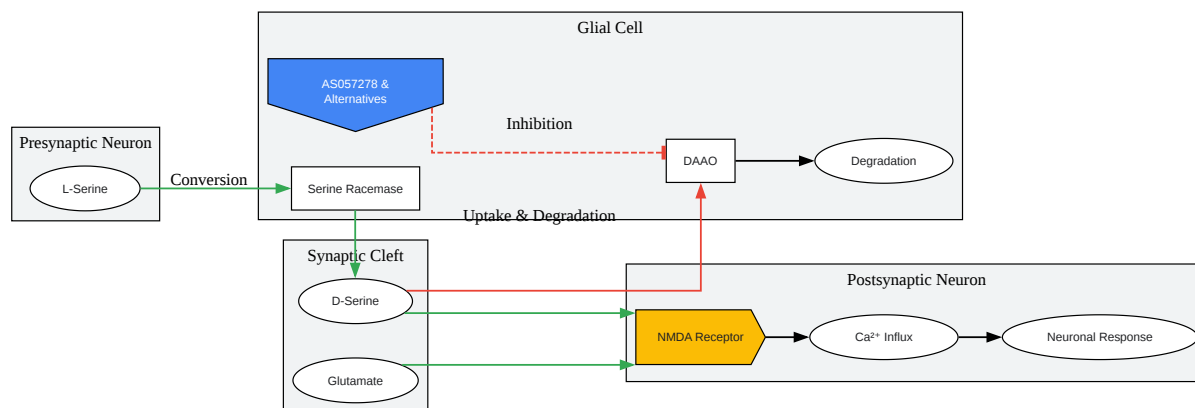 Glial Cell
AS057278 &
Alternatives
Inhibition
Presynaptic Neuron
DAAO
Degradation
L-Serine
Conversion
Serine Racemase
Uptake & Degradation
Synaptic Cleft
Postsynaptic Neuron
D-Serine
NMDA Receptor
Ca²⁺ Influx
Neuronal Response
Glutamate